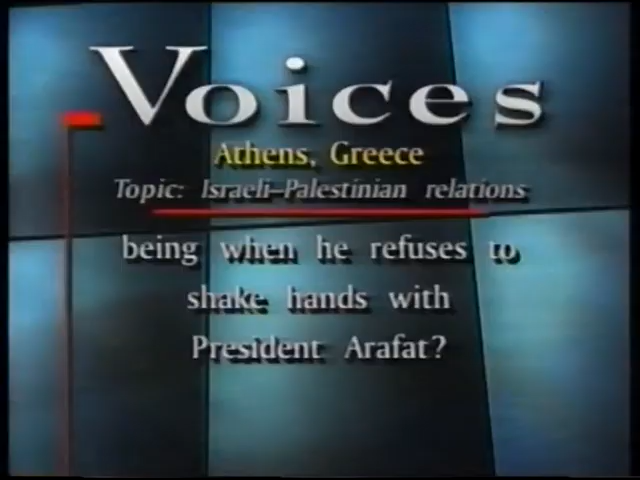 Voices
Athens, Greece
Topic: Israeli-Palestinian relations
being when he refuses to
shake hands with
President Arafat?